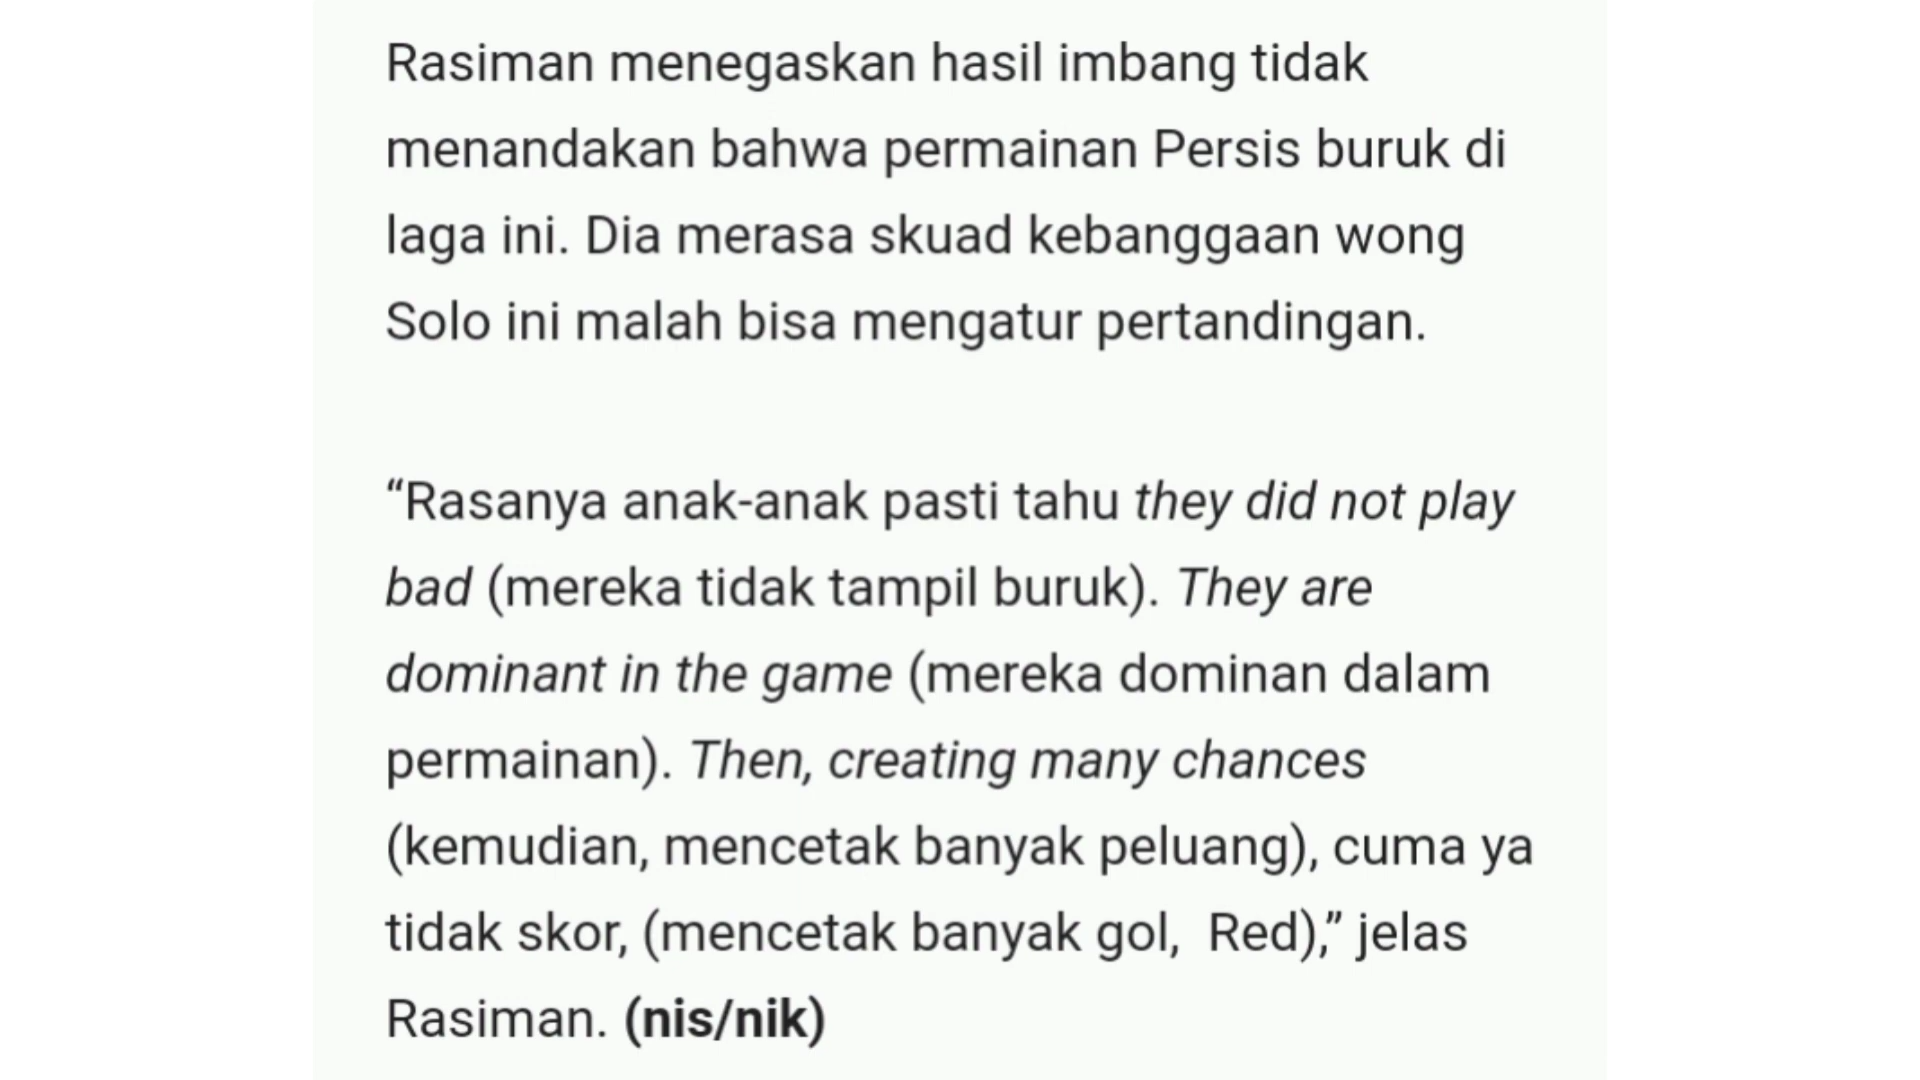 Rasiman menegaskan hasil imbang tidak
menandakan bahwa permainan Persis buruk di
laga ini. Dia merasa skuad kebanggaan wong
Solo ini malah bisa mengatur pertandingan.
“Rasanya anak-anak pasti tahu they did not play
bad (mereka tidak tampil buruk). They are
dominant in the game (mereka dominan dalam
permainan). Then, creating many chances
(kemudian, mencetak banyak peluang), cuma ya
tidak skor, (mencetak banyak gol,  Red),” jelas
Rasiman. (nis/nik)